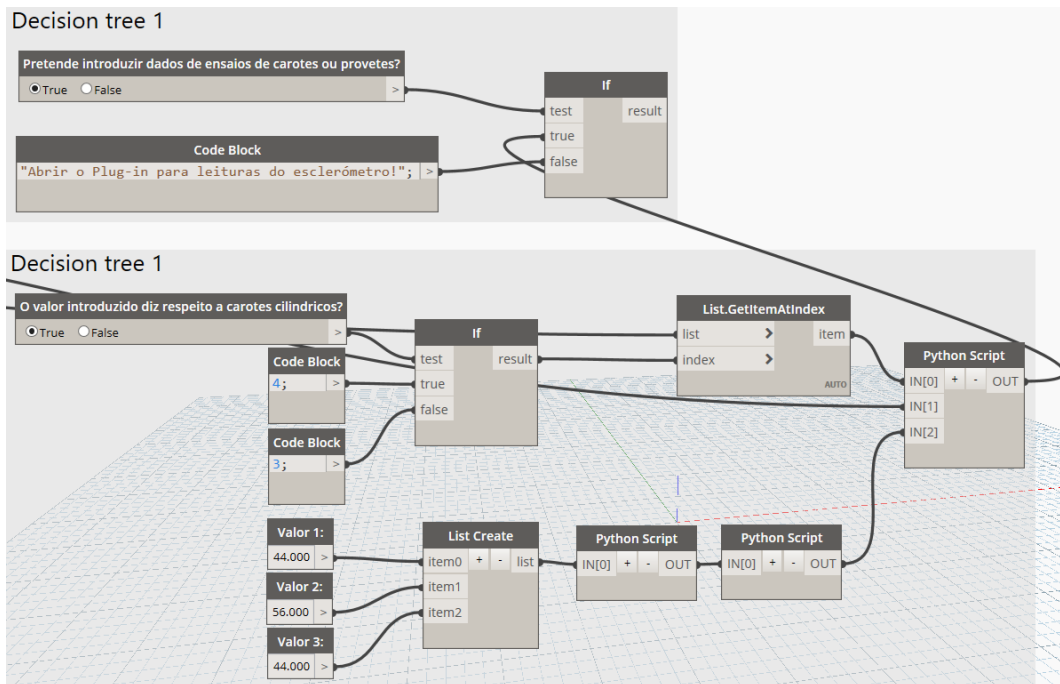 Decision tree 1
Pretende introduzir dados de ensaios de carotes ou provetes?
True False >
If
test result
true
false
Code Block
"Abrir o Plug-in para leituras do esclerómetro!"; >
Decision tree 1
O valor introduzido diz respeito a carotes cilindricos?
True False >
Code Block
4; >
Code Block
3; >
If
test result
true
false
List.GetItemAtIndex
list > item
index >
AUTO
Python Script
IN[0] + - OUT
IN[1]
IN[2]
Valor 1:
44.000 >
Valor 2:
56.000 >
Valor 3:
44.000 >
List Create
item0 + - list
item1
item2
Python Script
IN[0] + - OUT
Python Script
IN[0] + - OUT